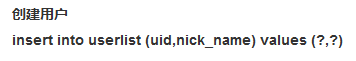 创建用户
insert into userlist (uid,nick_name) values (?,?)